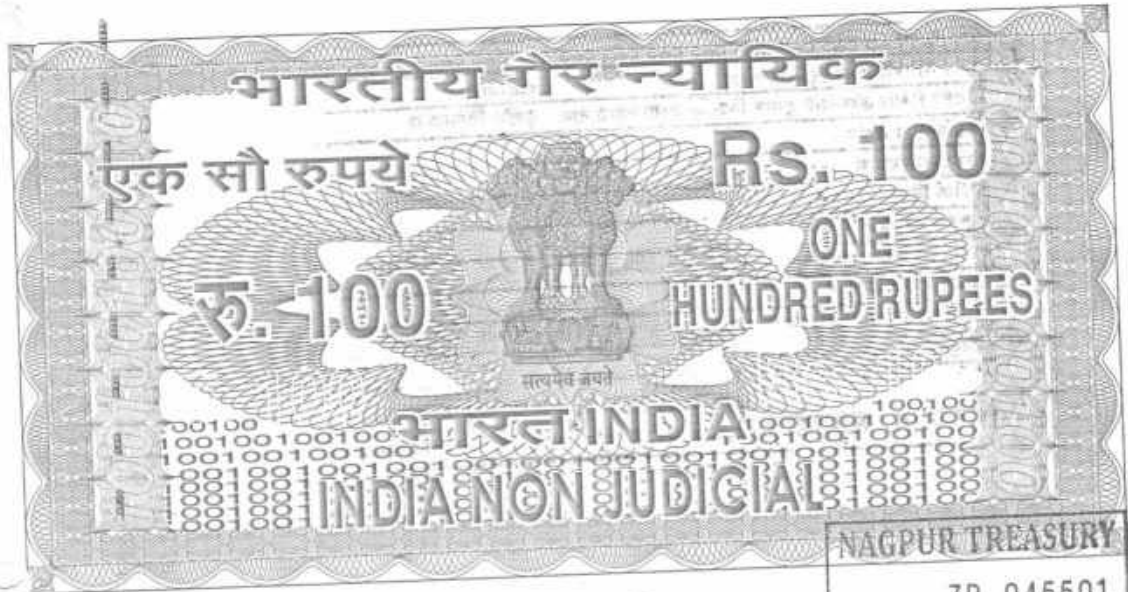 भारतीय गैर न्यायिक
एक सौ रुपये
Rs. 100
रु. 100
ONE
HUNDRED RUPEES
सत्यमेव जयते
भारत INDIA
INDIA NON JUDICIAL
NAGPUR TREASURY
045501